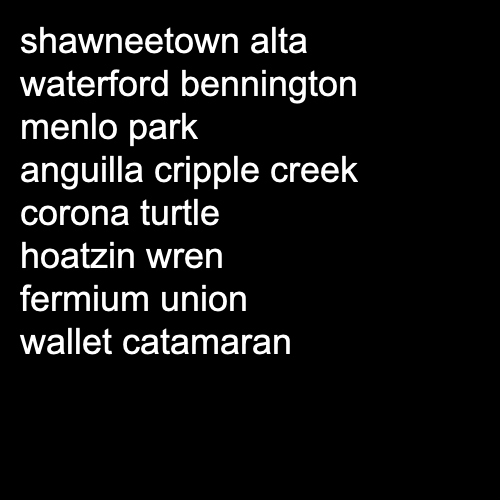 shawneetown alta
waterford bennington
menlo park
anguilla cripple creek
corona turtle
hoatzin wren
fermium union
wallet catamaran